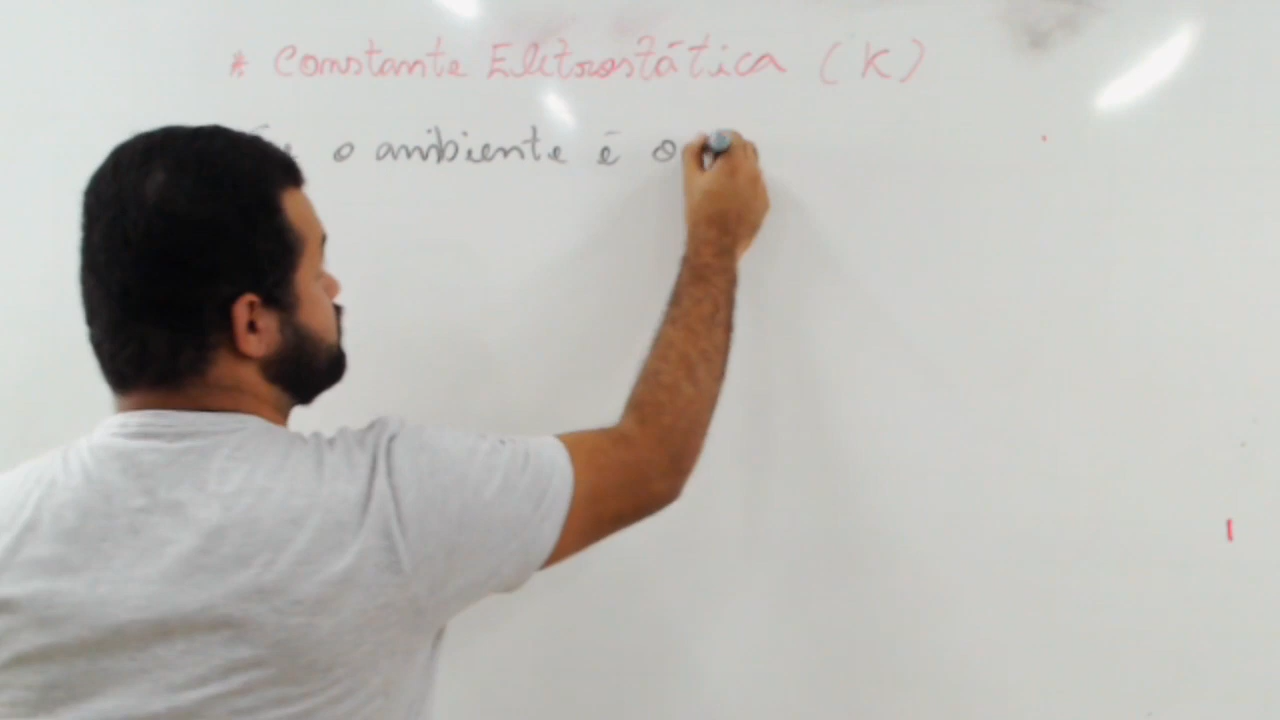 * Constante Eletrostática (K)
o ambiente é o